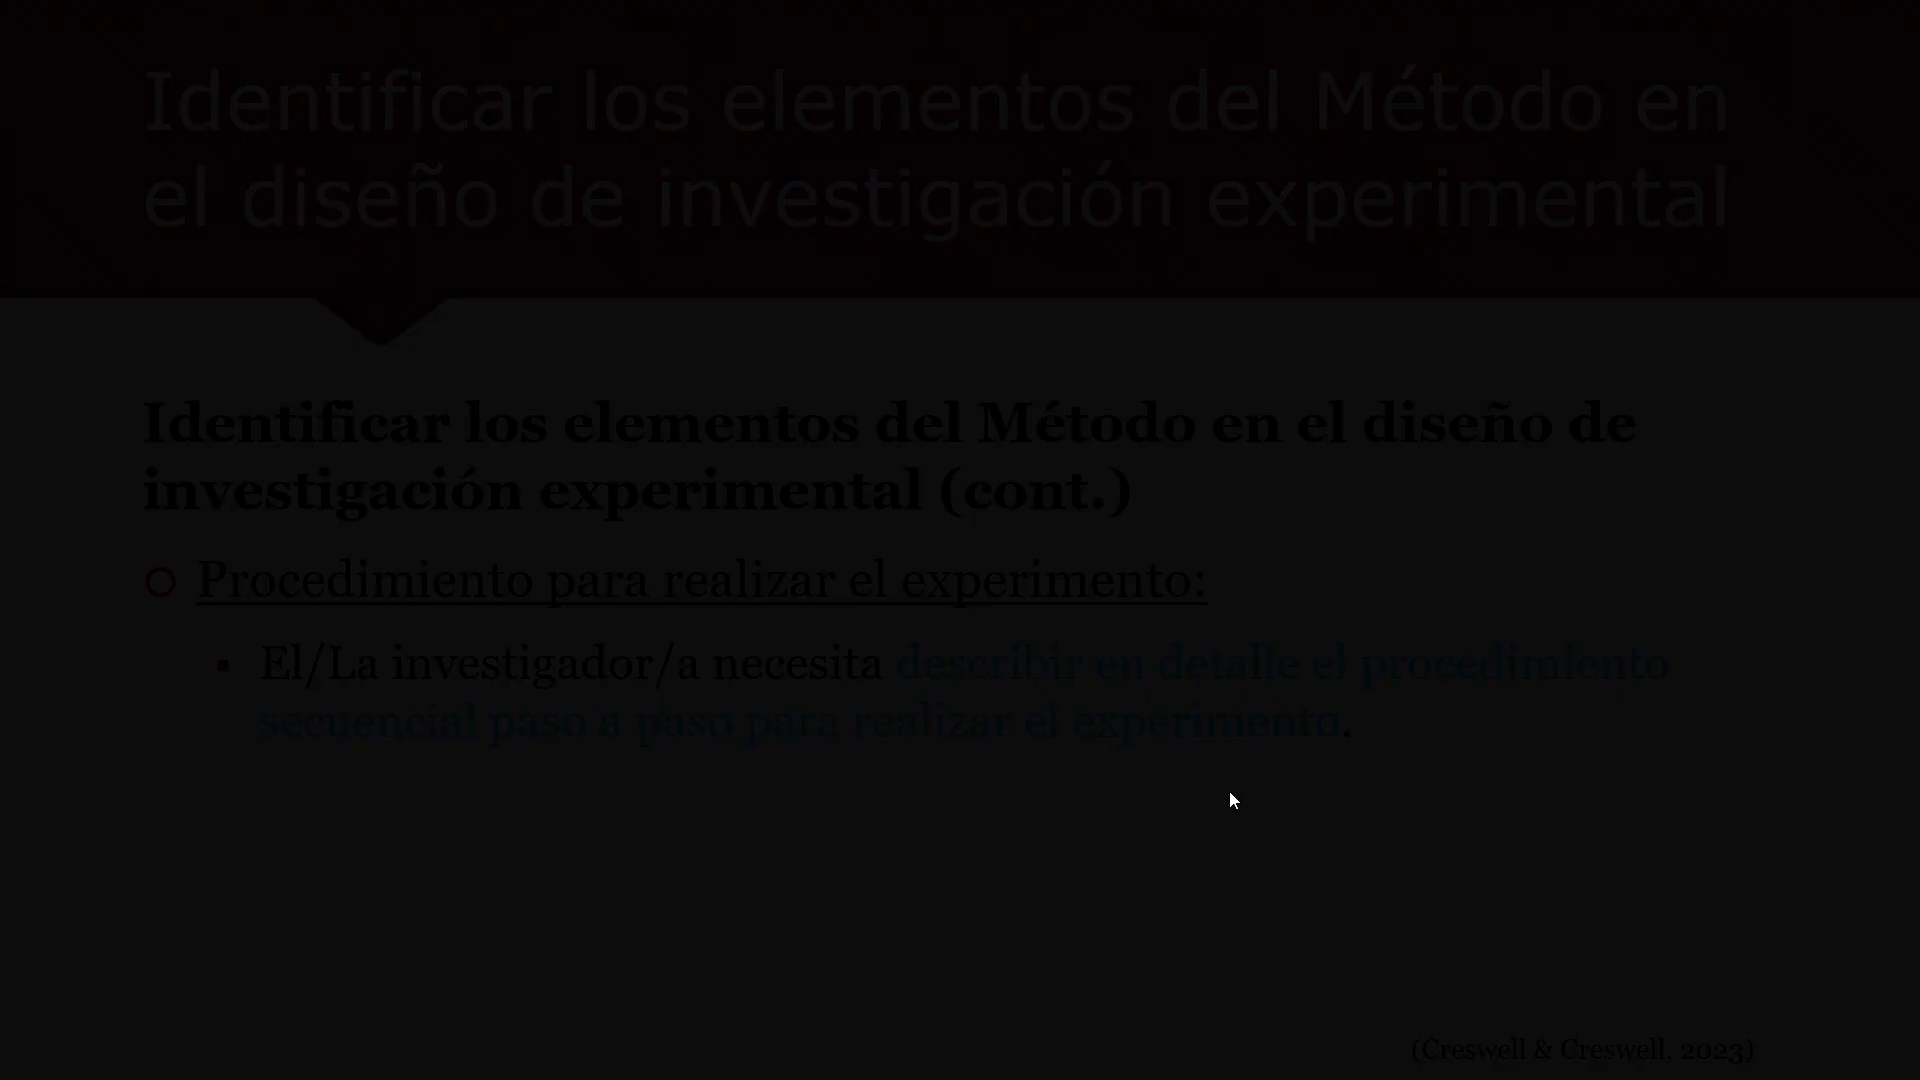 Identificar los elementos del Método en
el diseño de investigación experimental
Identificar los elementos del Método en el diseño de
investigación experimental (cont.)
Procedimiento para realizar el experimento:
El/La investigador/a necesita describir en detalle el procedimiento
secuencial paso a paso para realizar el experimento.
(Creswell & Creswell, 2023)